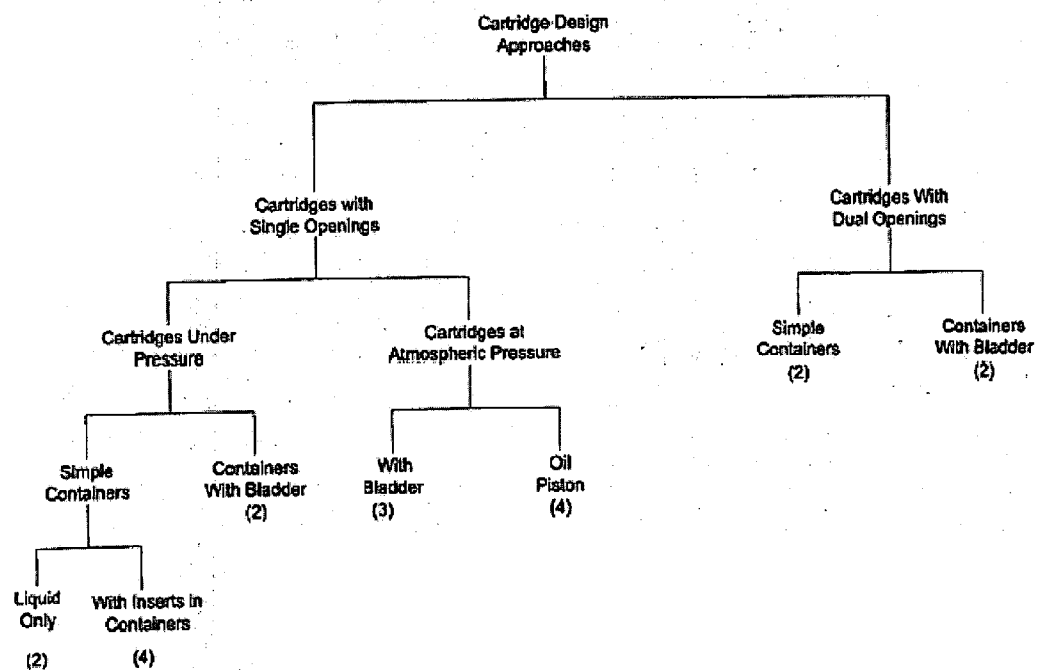 Cartridge Design
Approaches
Cartridges with
Single Openings
Cartridges With
Dual Openings
Cartridges Under
Pressure
Cartridges at
Atmospheric Pressure
Simple
Containers
(2)
Containers
With Bladder
(2)
Simple
Containers
Containers
With Bladder
(2)
With
Bladder
(3)
Oil
Piston
(4)
Liquid
Only
(2)
With Inserts in
Containers
(4)